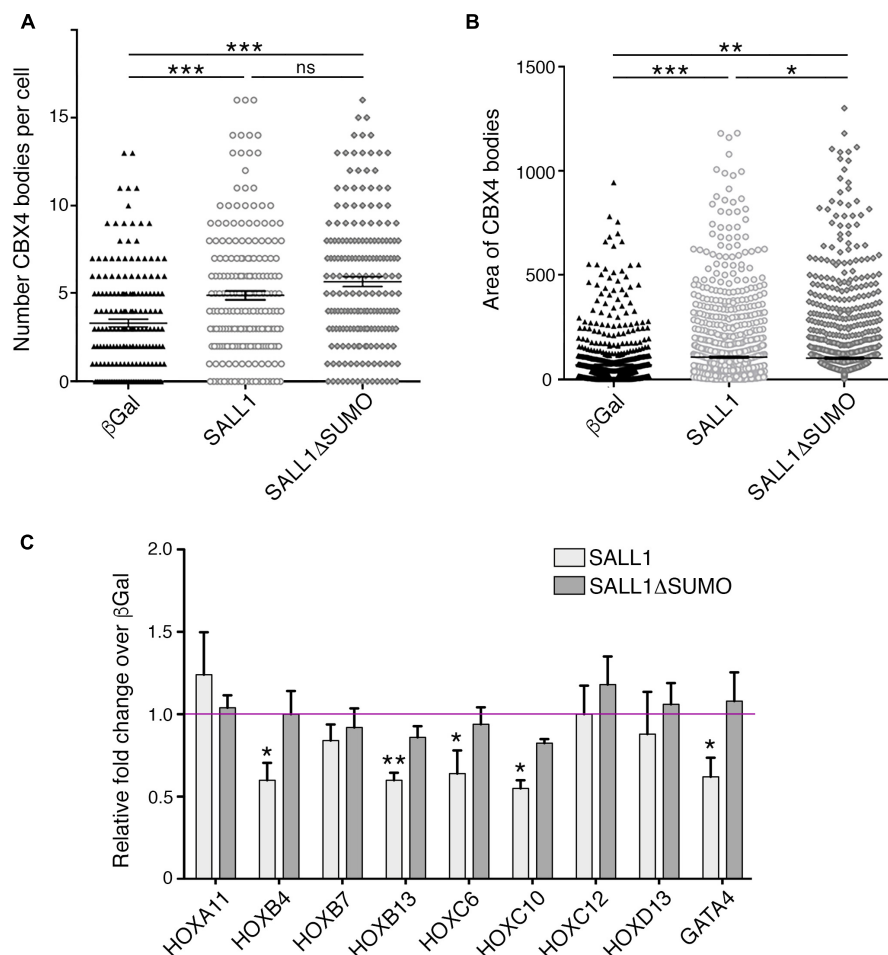 A
Number CBX4 bodies per cell
***
***
ns
15
10
5
0
βGal
SALL1
SALL1ΔSUMO
B
Area of CBX4 bodies
**
***
*
1500
1000
500
0
βGal
SALL1
SALL1ΔSUMO
C
Relative fold change over βGal
2.0
1.5
1.0
0.5
0
SALL1
SALL1ΔSUMO
*
**
*
*
*
HOXA11
HOXB4
HOXB7
HOXB13
HOXC6
HOXC10
HOXC12
HOXD13
GATA4